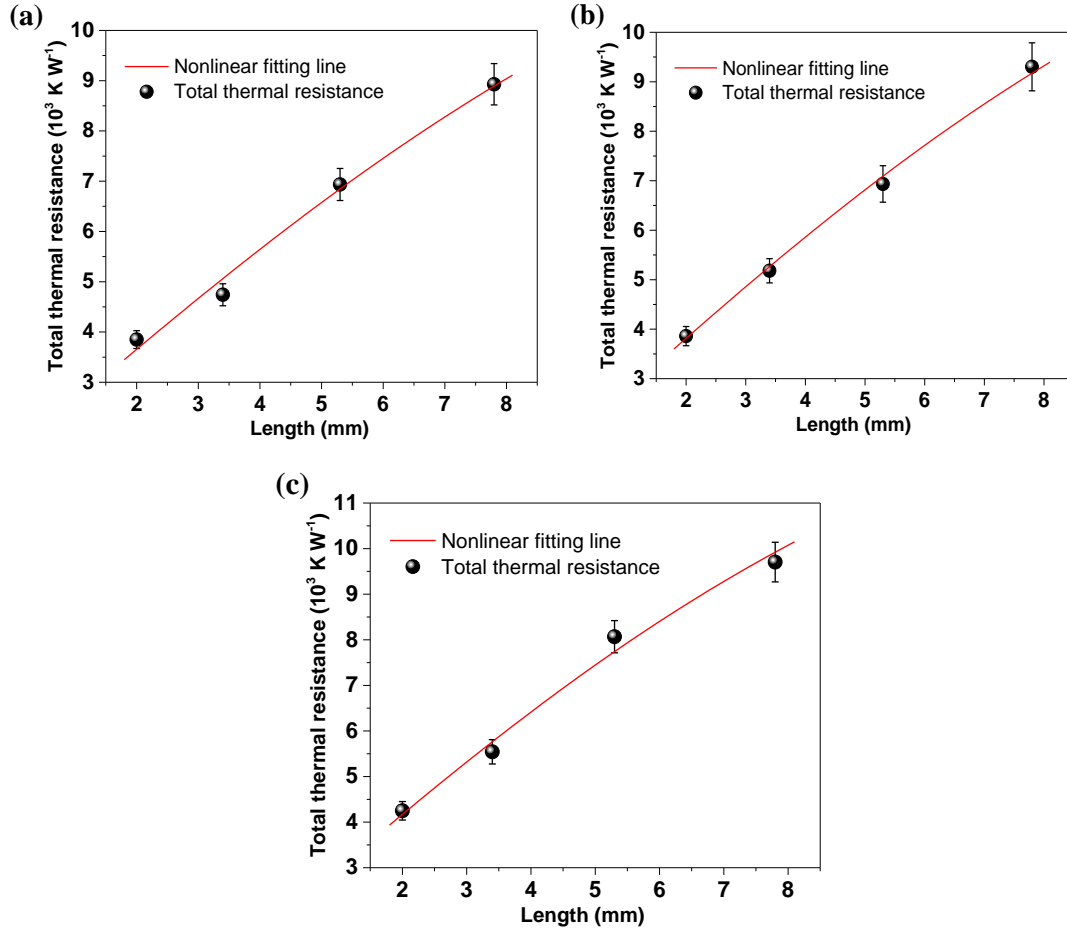 (a)
Total thermal resistance (10³ K W⁻¹)
10
9
8
7
6
5
4
3
Nonlinear fitting line
Total thermal resistance
2 3 4 5 6 7 8
Length (mm)
(b)
Total thermal resistance (10³ K W⁻¹)
10
9
8
7
6
5
4
3
Nonlinear fitting line
Total thermal resistance
2 3 4 5 6 7 8
Length (mm)
(c)
Total thermal resistance (10³ K W⁻¹)
11
10
9
8
7
6
5
4
3
Nonlinear fitting line
Total thermal resistance
2 3 4 5 6 7 8
Length (mm)